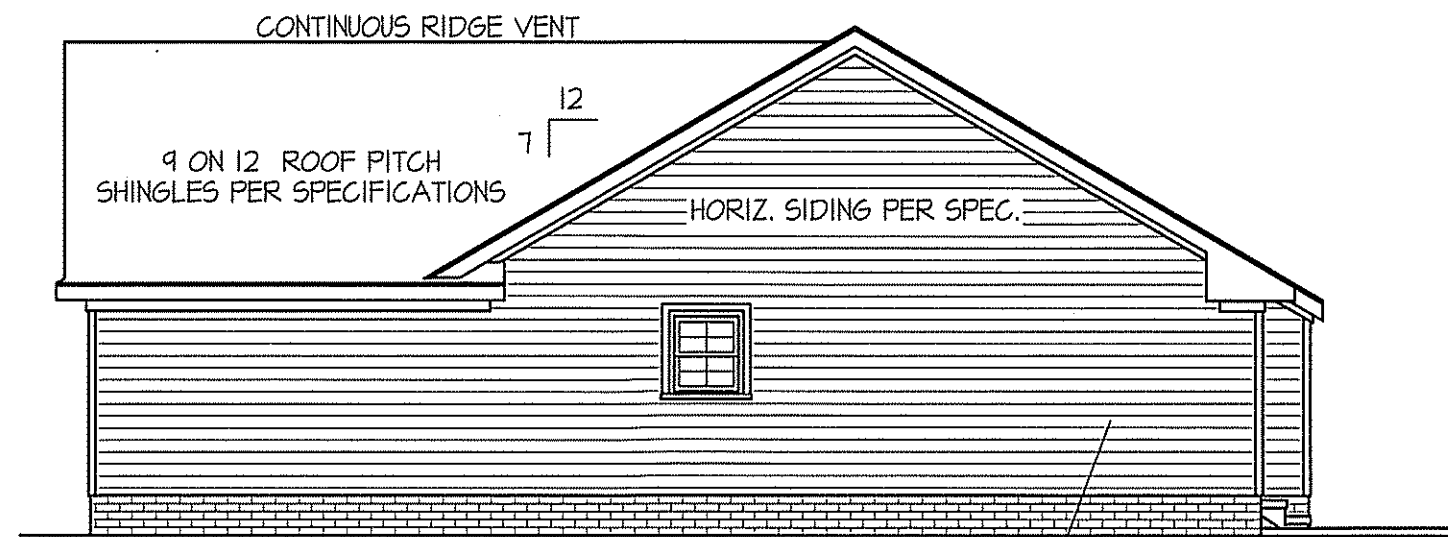 CONTINUOUS RIDGE VENT
12
7
9 ON 12 ROOF PITCH
SHINGLES PER SPECIFICATIONS
HORIZ. SIDING PER SPEC.